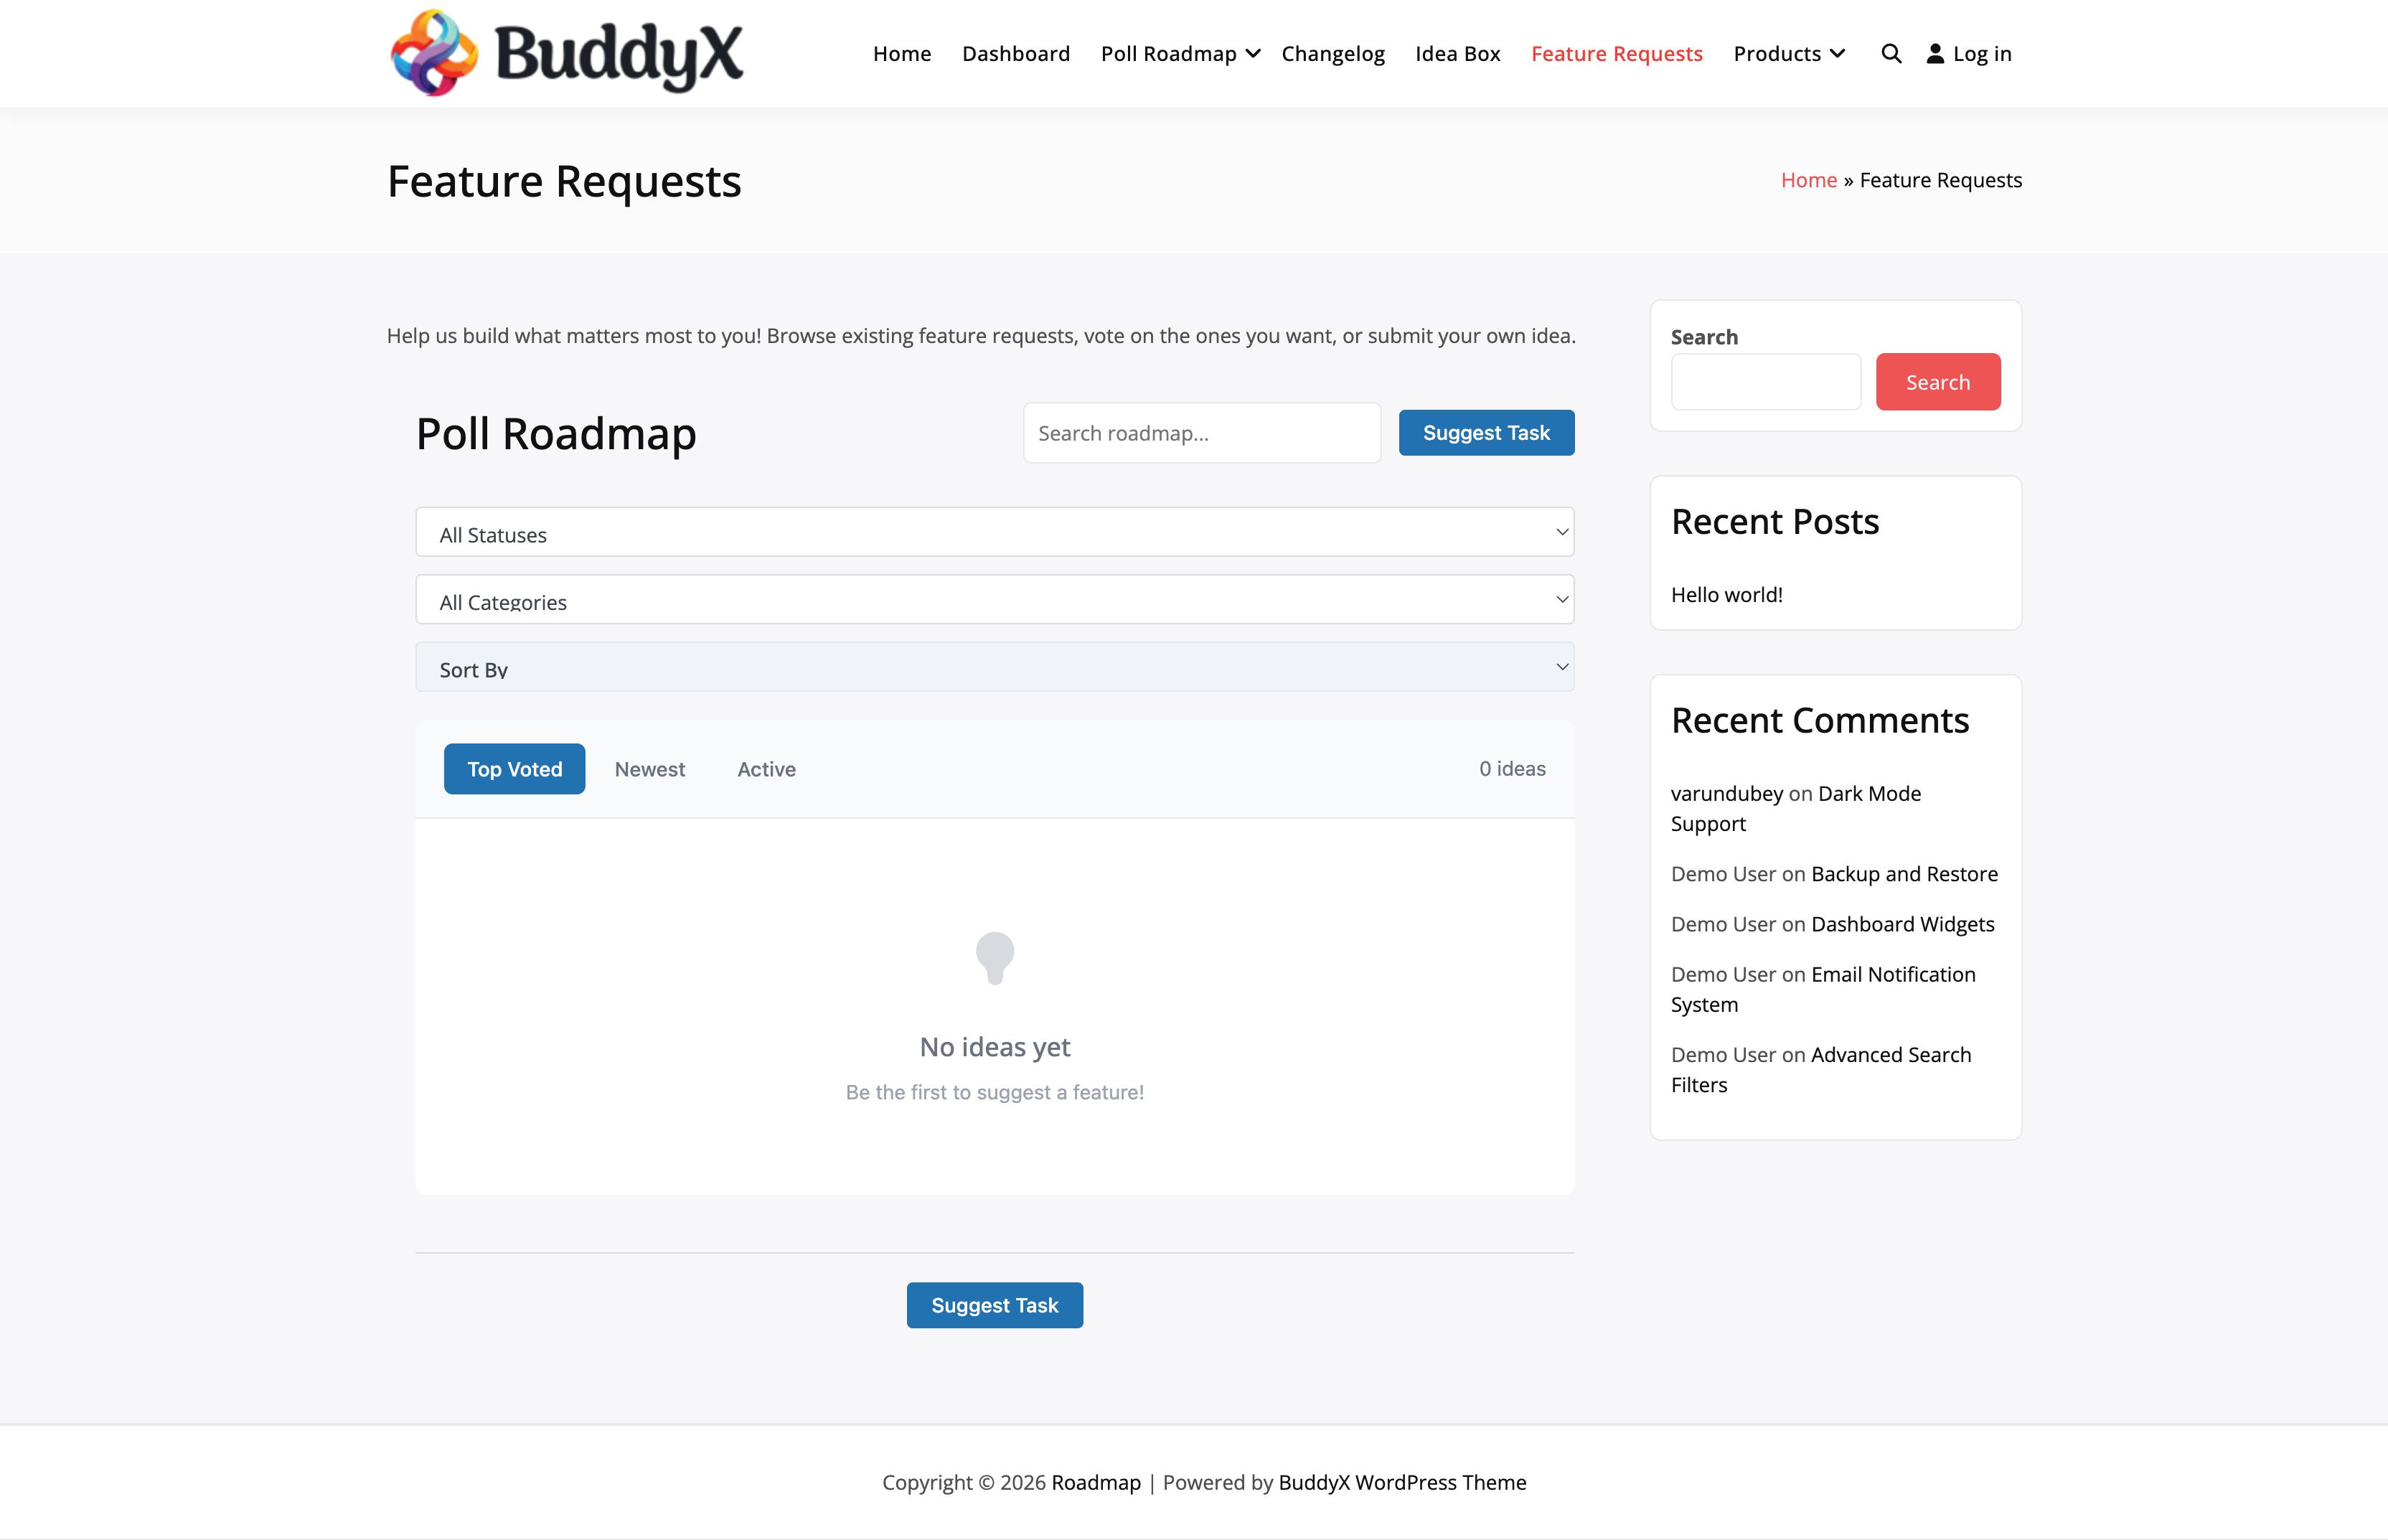 BuddyX
Home Dashboard Poll Roadmap Changelog Idea Box Feature Requests Products Log in
Feature Requests
Home » Feature Requests
Help us build what matters most to you! Browse existing feature requests, vote on the ones you want, or submit your own idea.
Poll Roadmap
Search roadmap...
Suggest Task
All Statuses
All Categories
Sort By
Top Voted Newest Active
0 ideas
No ideas yet
Be the first to suggest a feature!
Suggest Task
Search
Search
Recent Posts
Hello world!
Recent Comments
varundubey on Dark Mode
Support
Demo User on Backup and Restore
Demo User on Dashboard Widgets
Demo User on Email Notification
System
Demo User on Advanced Search
Filters
Copyright © 2026 Roadmap | Powered by BuddyX WordPress Theme